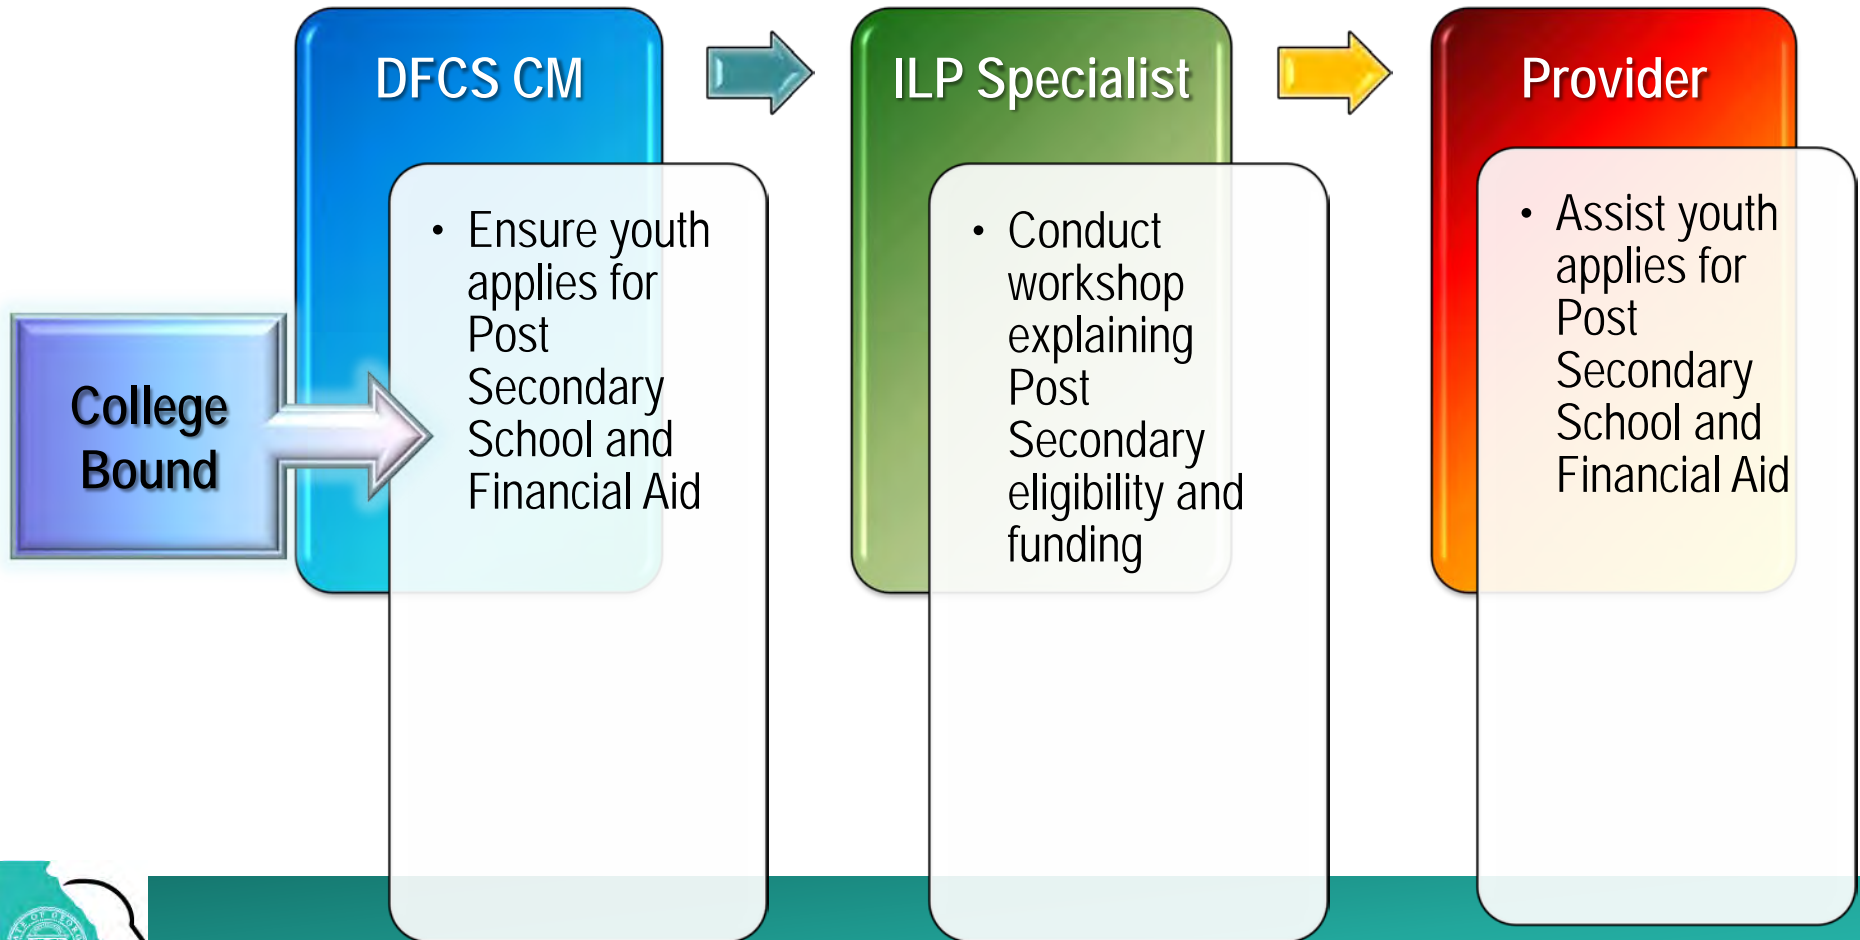 College
Bound
DFCS CM
• Ensure youth
applies for
Post
Secondary
School and
Financial Aid
ILP Specialist
• Conduct
workshop
explaining
Post
Secondary
eligibility and
funding
Provider
• Assist youth
applies for
Post
Secondary
School and
Financial Aid